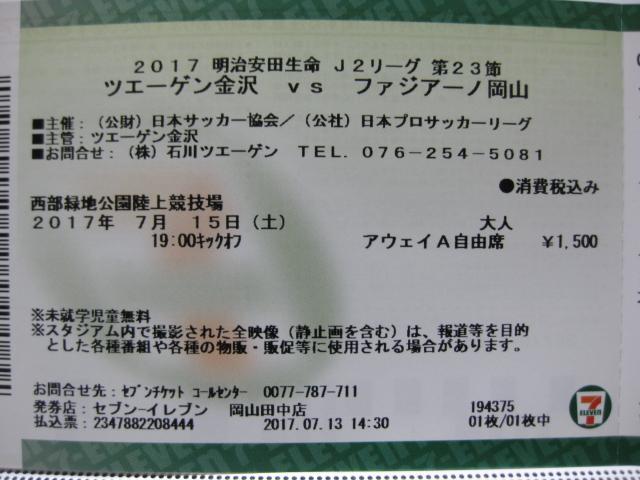 2017 明治安田生命 J2リーグ 第23節
ツエーゲン金沢 vs ファジアーノ岡山
■主催：（公財）日本サッカー協会／（公社）日本プロサッカーリーグ
■主管：ツエーゲン金沢
■お問合せ：（株）石川ツエーゲン TEL. 076-254-5081
●消費税込み
西部緑地公園陸上競技場
2017年 7月 15日（土） 大人
19:00ｷｯｸｵﾌ アウェイA自由席 ¥1,500
※未就学児童無料
※スタジアム内で撮影された全映像（静止画を含む）は、報道等を目的
とした各種番組や各種の物販・販促等に使用される場合があります。
お問合せ先：ｾﾌﾞﾝﾁｹｯﾄ ｺｰﾙｾﾝﾀｰ 0077-787-711
発券店：セブン-イレブン 岡山田中店 194375
払込票：2347882208444 2017.07.13 14:30 01枚/01枚中
7
ELEVEN